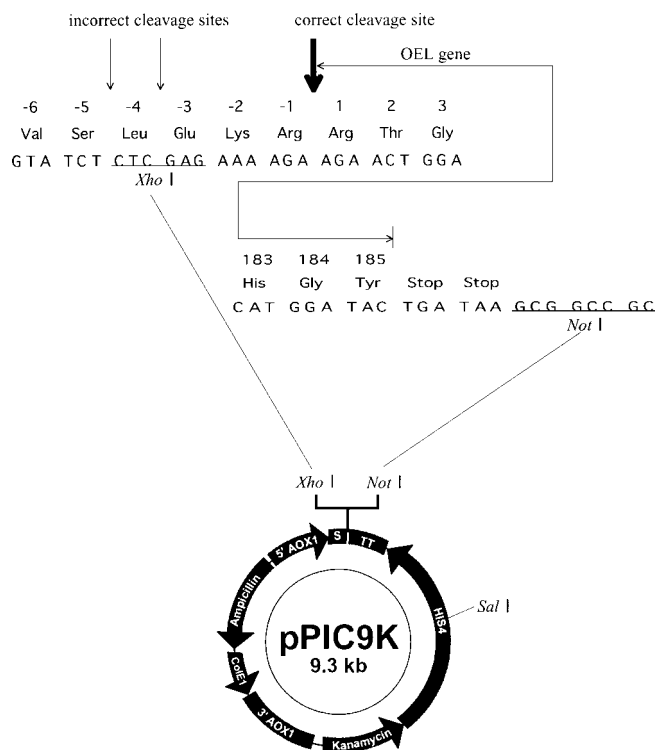 incorrect cleavage sites
correct cleavage site
OEL gene
-6 -5 -4 -3 -2 -1 1 2 3
Val Ser Leu Glu Lys Arg Arg Thr Gly
GTA TCT CTC GAG AAA AGA AGA ACT GGA
Xho I
183 184 185
His Gly Tyr Stop Stop
CAT GGA TAC TGA TAA GCG GCC GC
Not I
Xho I Not I
5' AOX1 S TT
Ampicillin
HIS4
Sal I
pPIC9K
9.3 kb
ColE1
3' AOX1
Kanamycin